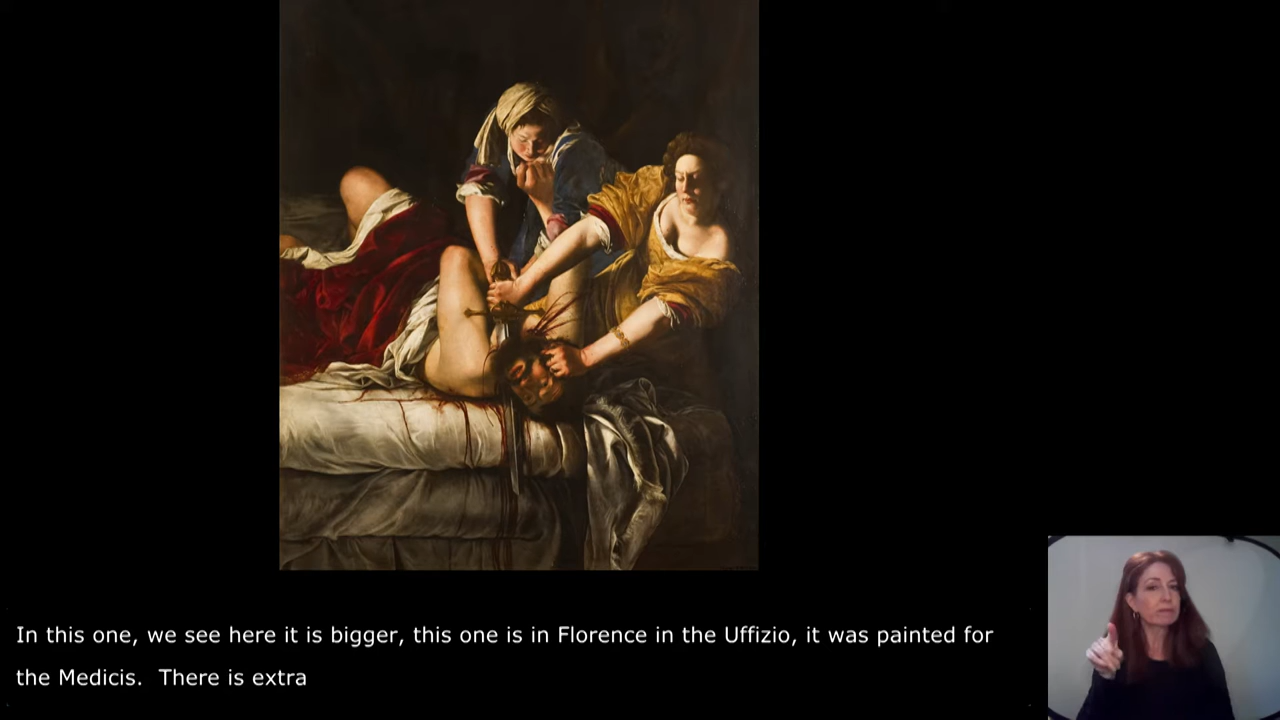 In this one, we see here it is bigger, this one is in Florence in the Uffizio, it was painted for
the Medicis.  There is extra